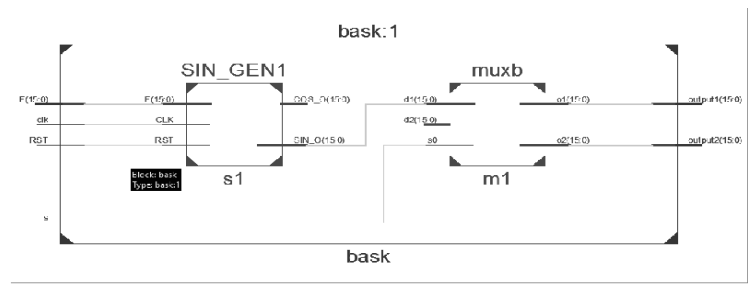 bask:1
SIN_GEN1
muxb
F(15:0) F(15:0) COS_O(15:0) d1(15:0) o1(15:0) output1(15:0)
clk CLK d2(15:0)
RST RST SIN_O(15:0) s0 o2(15:0) output2(15:0)
Block: bask
Type: bask:1
s1
m1
s
bask